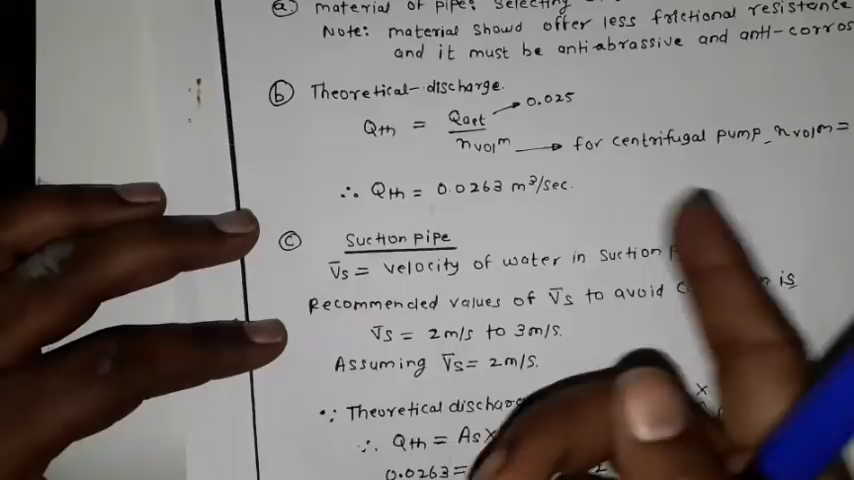 (a) material of pipe: selecting
Note: material showd offer less frictional resistance
and it must be anti-abrassive and anti-corros
(b) Theoretical-discharge.
Qth = Qact / ηvolm → 0.025
→ for centrifugal pump, ηvolm =
∴ Qth = 0.0263 m³/sec.
(c) Suction pipe
V̄s = velocity of water in suction
Recommended values of V̄s to avoid is
V̄s = 2m/s to 3m/s.
Assuming V̄s = 2m/s.
∵ Theoretical discharg
∴ Qth = As x
0.0263 =